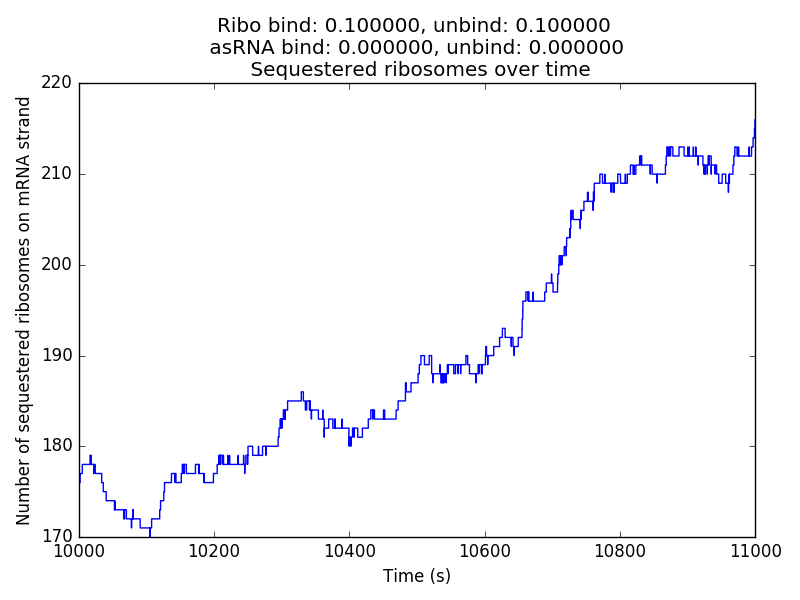 Ribo bind: 0.100000, unbind: 0.100000
asRNA bind: 0.000000, unbind: 0.000000
Sequestered ribosomes over time
Number of sequestered ribosomes on mRNA strand
220
210
200
190
180
170
10000 10200 10400 10600 10800 11000
Time (s)